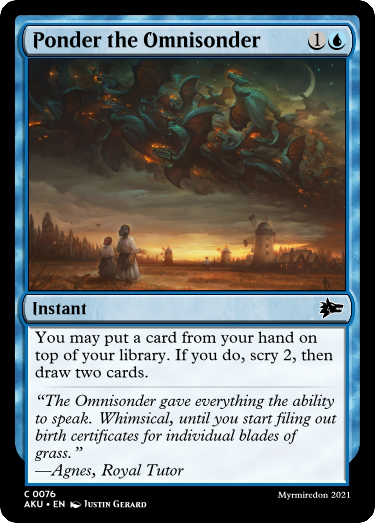 Ponder the Omnisonder 1
Instant
You may put a card from your hand on
top of your library. If you do, scry 2, then
draw two cards.
“The Omnisonder gave everything the ability
to speak. Whimsical, until you start filing out
birth certificates for individual blades of
grass.”
—Agnes, Royal Tutor
C 0076
AKU • EN Justin Gerard
Myrmiredon 2021